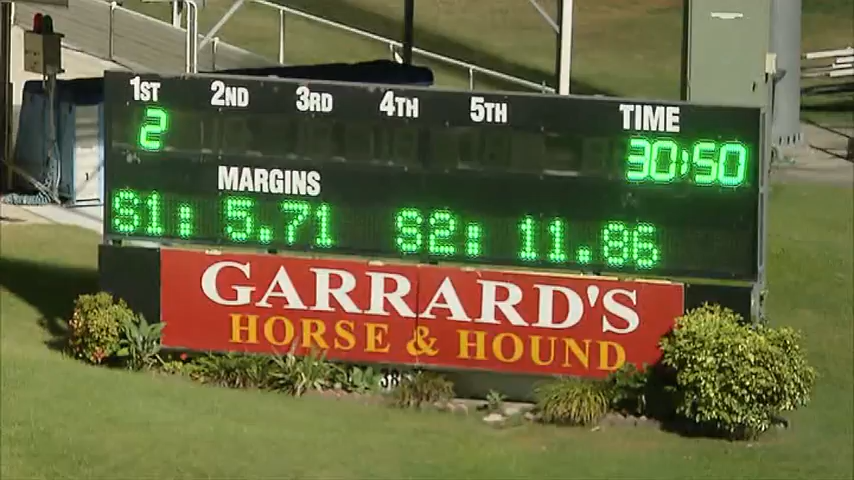 1ST 2ND 3RD 4TH 5TH TIME
2 30:50
MARGINS
S1: 5.71 S2: 11.86
GARRARD'S
HORSE & HOUND